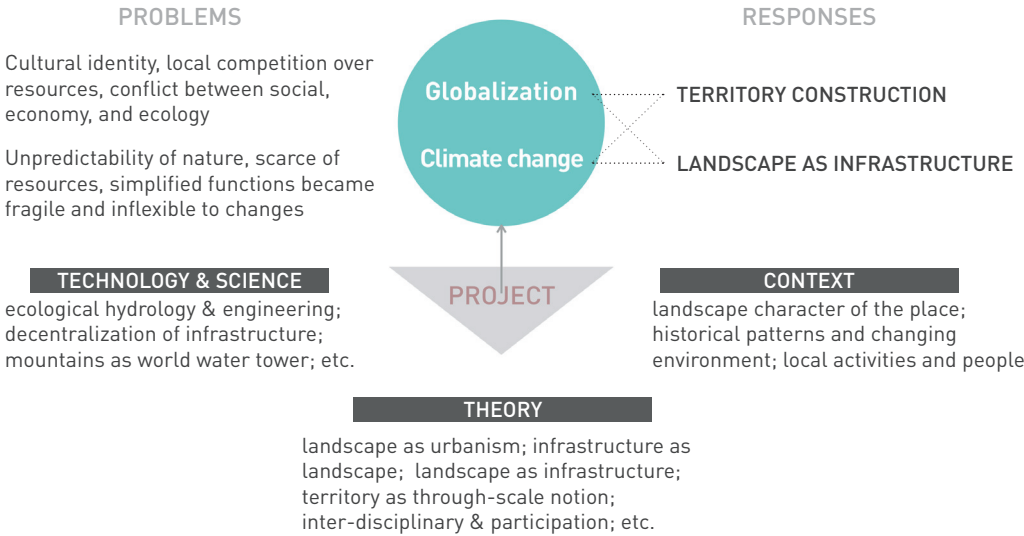 PROBLEMS
RESPONSES
Cultural identity, local competition over
resources, conflict between social,
economy, and ecology
Unpredictability of nature, scarce of
resources, simplified functions became
fragile and inflexible to changes
Globalization
Climate change
TERRITORY CONSTRUCTION
LANDSCAPE AS INFRASTRUCTURE
TECHNOLOGY & SCIENCE
ecological hydrology & engineering;
decentralization of infrastructure;
mountains as world water tower; etc.
PROJECT
CONTEXT
landscape character of the place;
historical patterns and changing
environment; local activities and people
THEORY
landscape as urbanism; infrastructure as
landscape; landscape as infrastructure;
territory as through-scale notion;
inter-disciplinary & participation; etc.